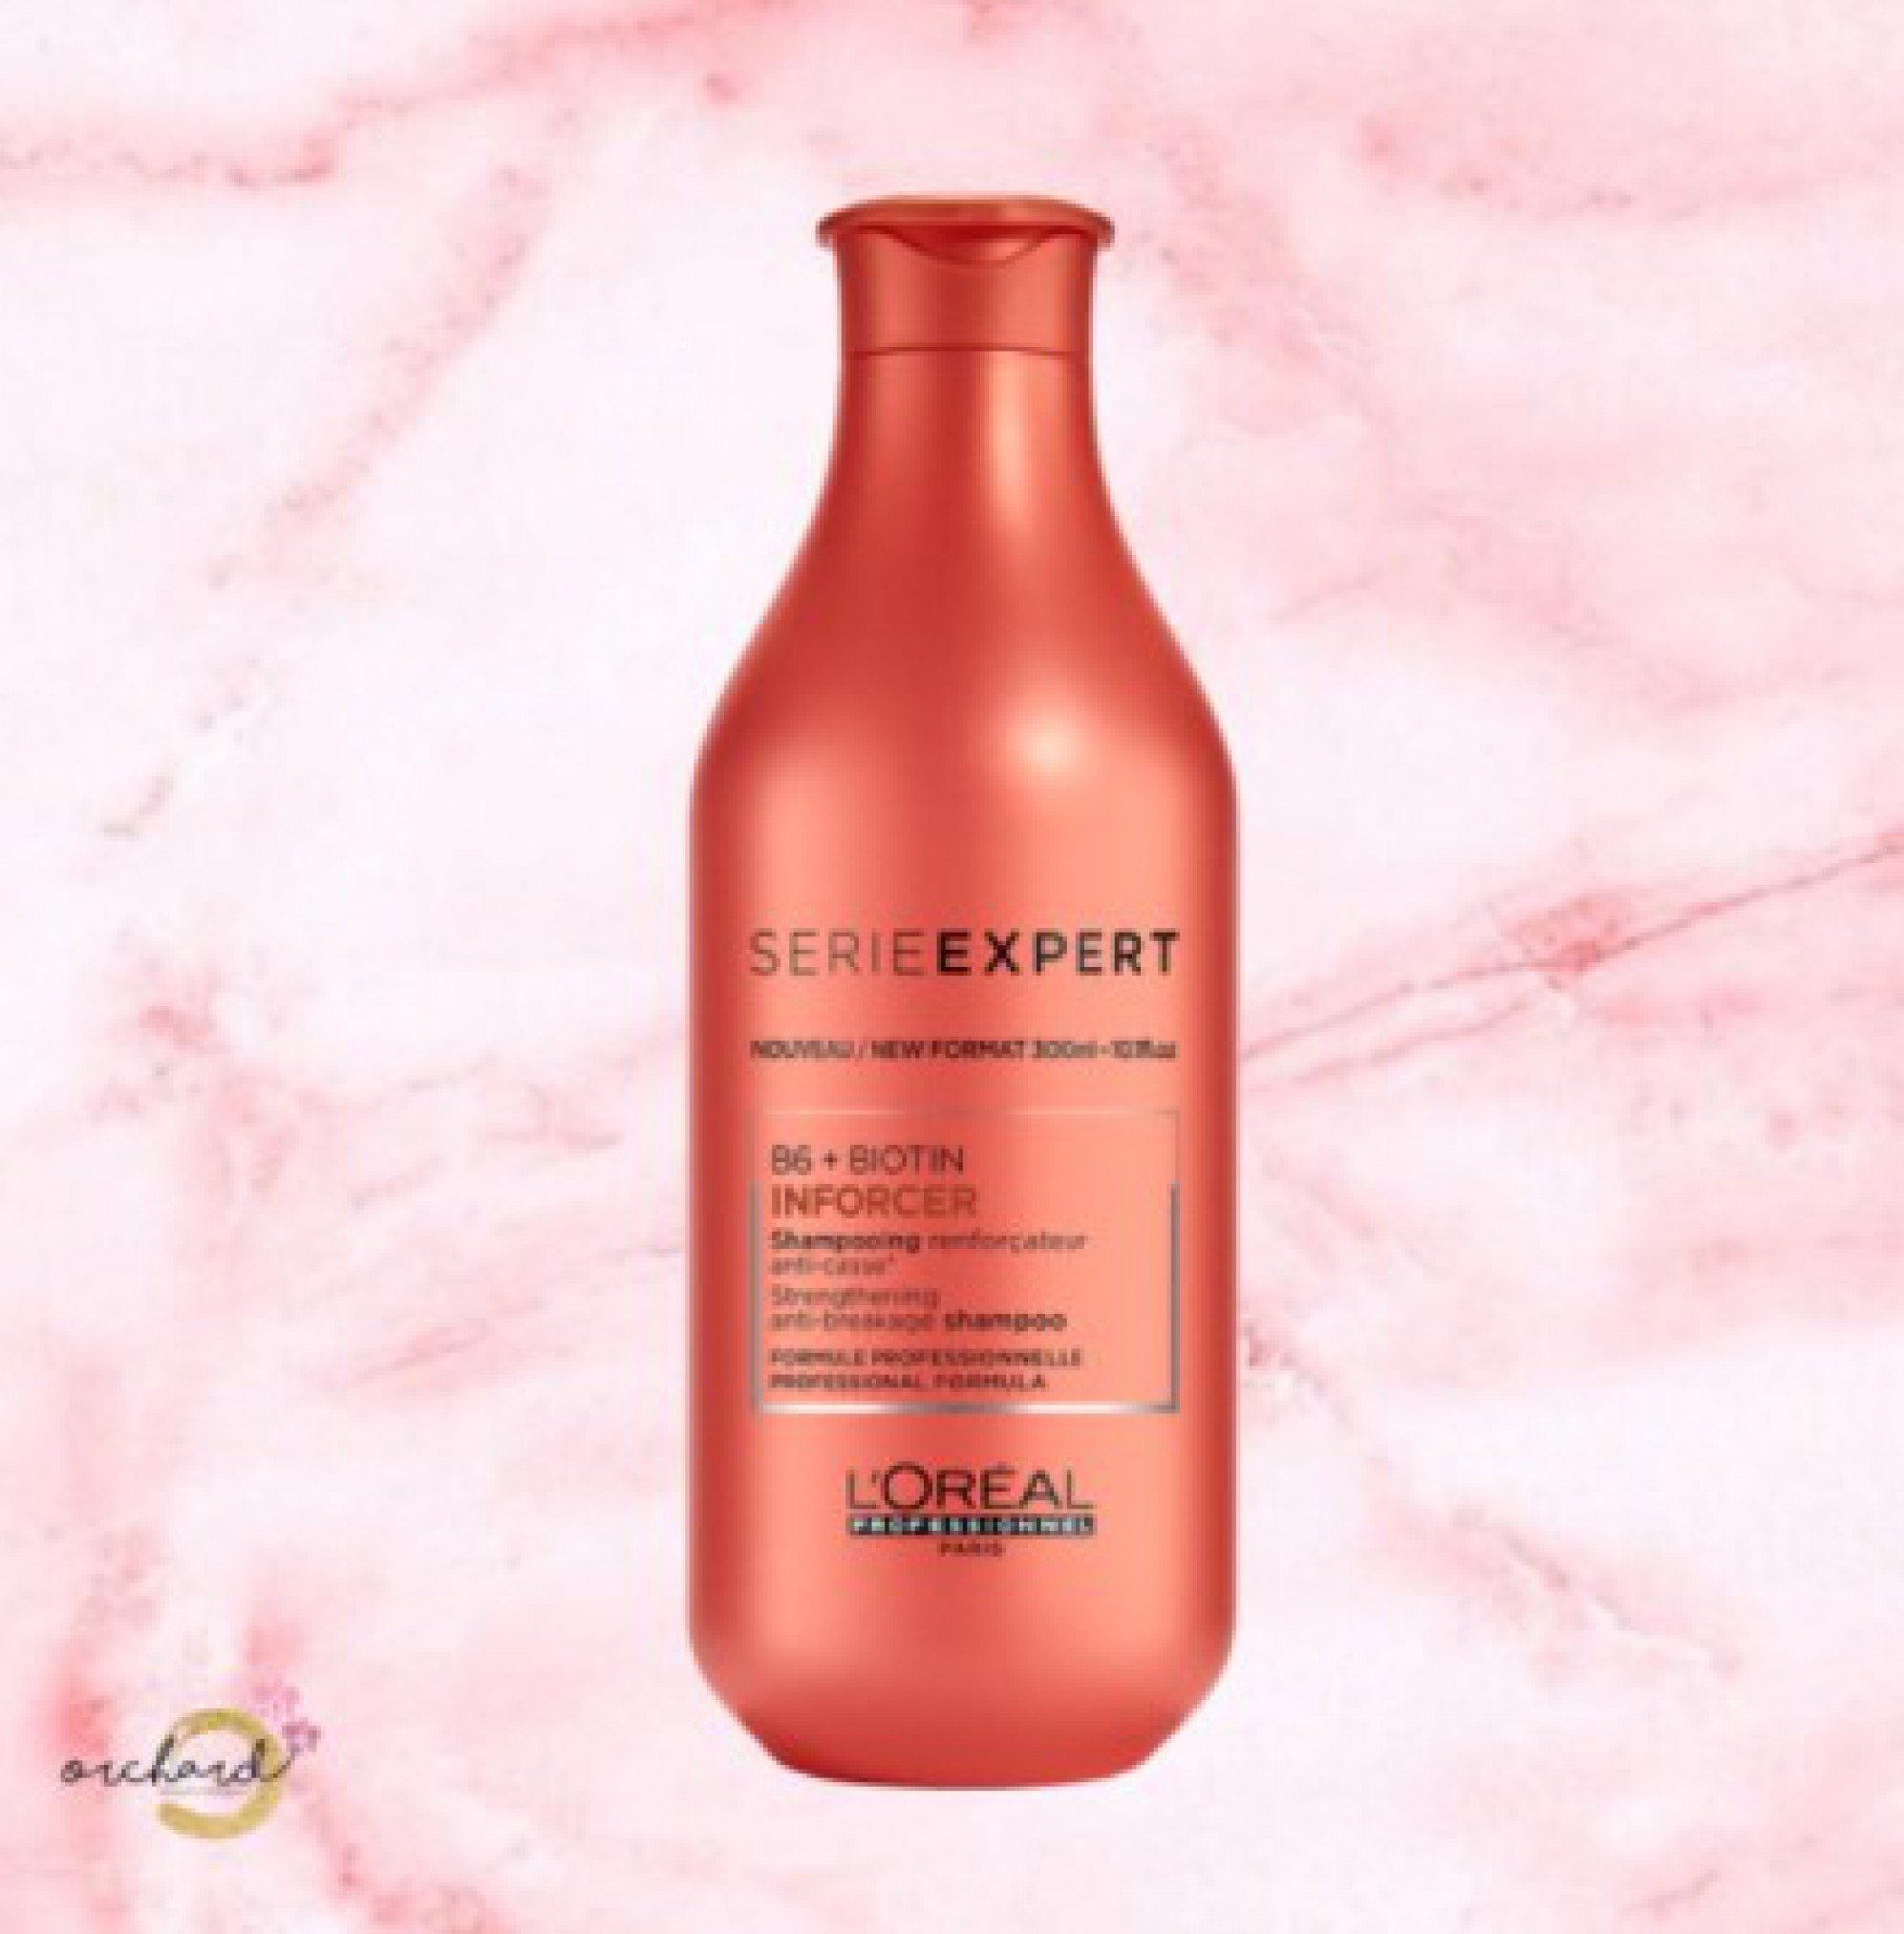 SERIEEXPERT
NOUVEAU / NEW FORMAT 300ml-10.1fl.oz
B6 + BIOTIN
INFORCER
Shampooing renforçateur
anti-casse*
Strengthening
anti-breakage shampoo
FORMULE PROFESSIONNELLE
PROFESSIONAL FORMULA
L'ORÉAL
PROFESSIONNEL
PARIS
orchard